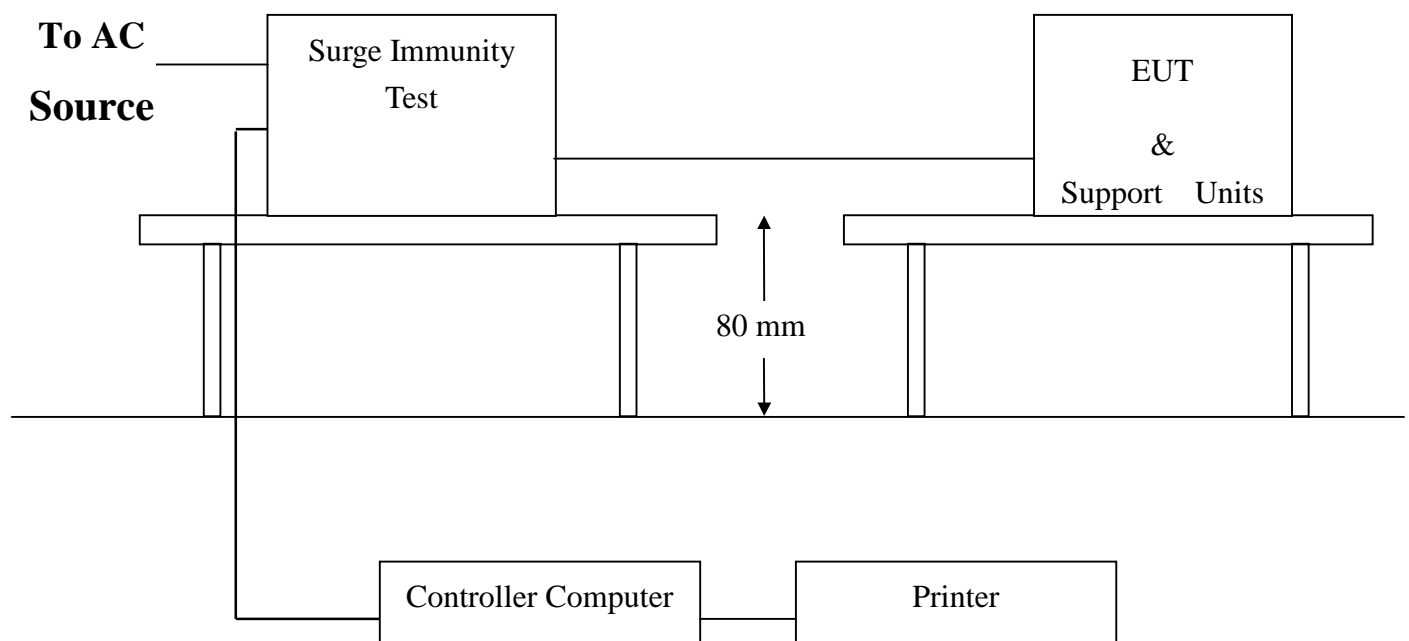 To AC
Source
Surge Immunity
Test
EUT
&
Support Units
80 mm
Controller Computer
Printer